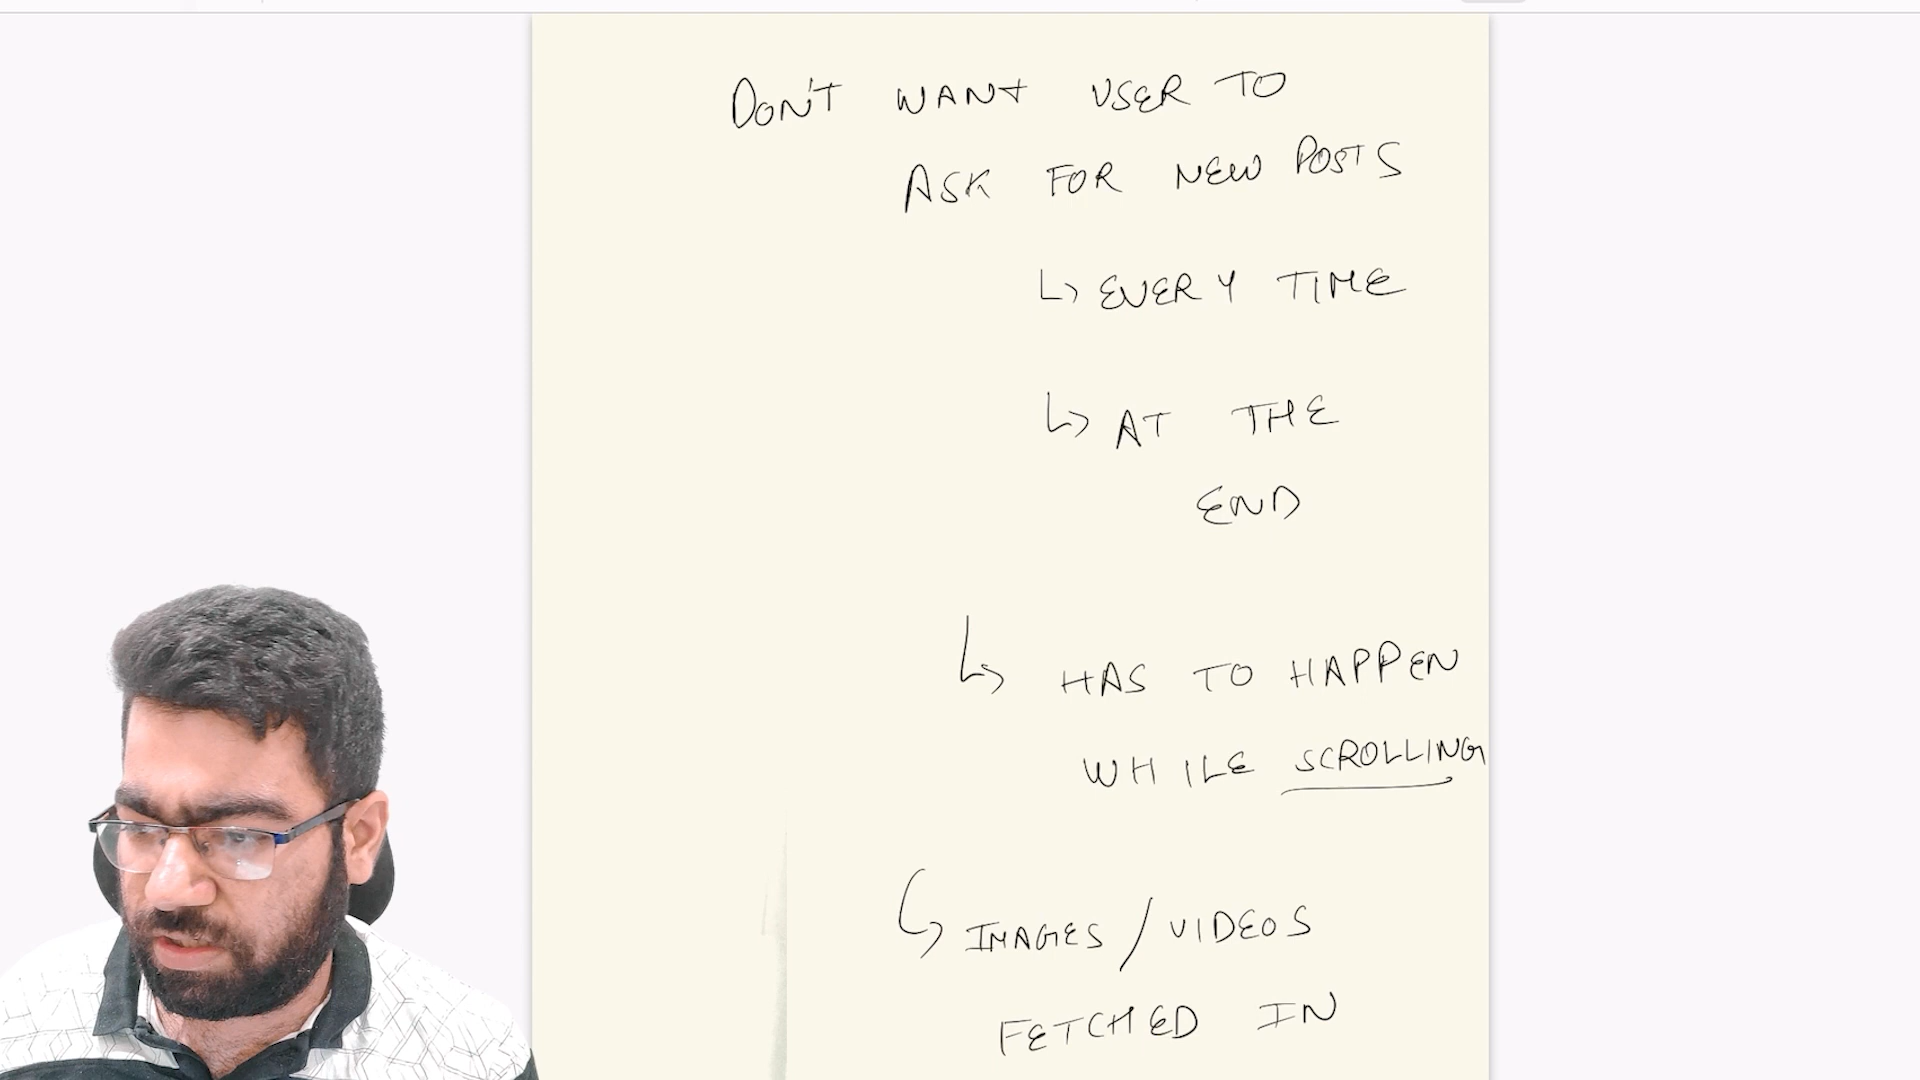 DON'T WANT USER TO
ASK FOR NEW POSTS
↳ EVERY TIME
↳ AT THE
END
↳ HAS TO HAPPEN
WHILE SCROLLING
↳ IMAGES / VIDEOS
FETCHED IN